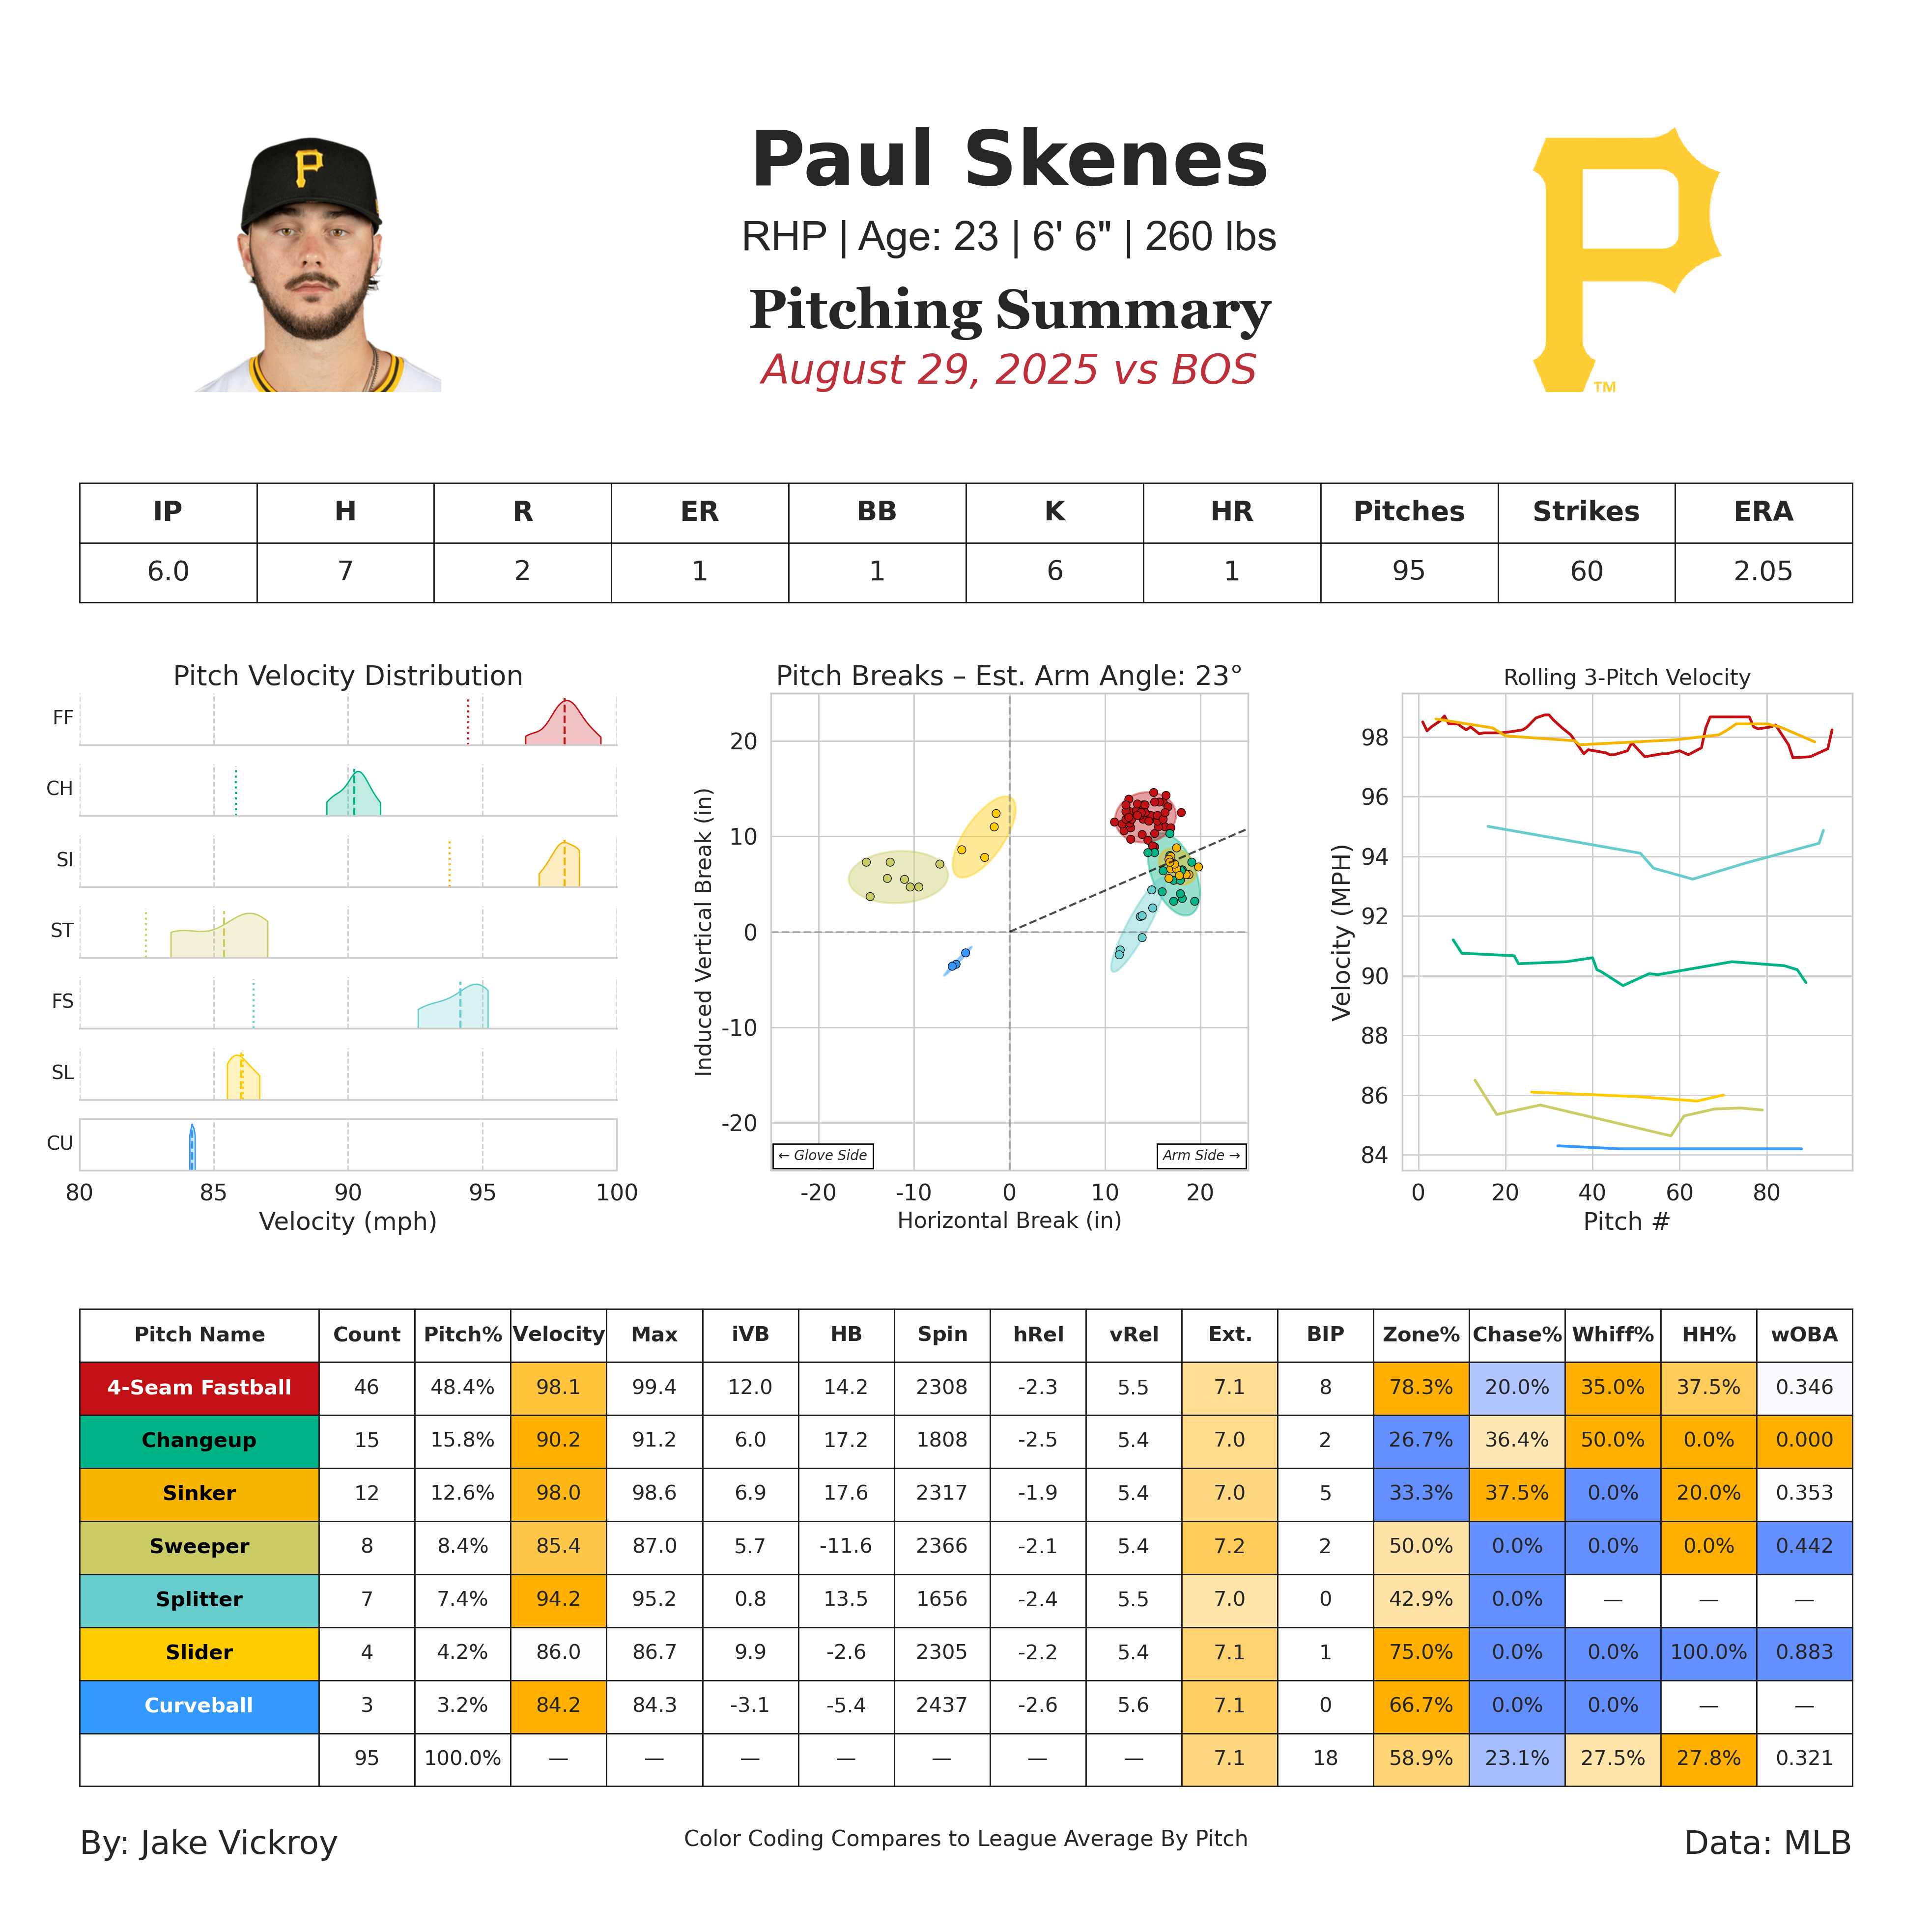 Paul Skenes
RHP | Age: 23 | 6' 6" | 260 lbs
Pitching Summary
August 29, 2025 vs BOS
P
P
TM
IP H R ER BB K HR Pitches Strikes ERA
6.0 7 2 1 1 6 1 95 60 2.05
Pitch Velocity Distribution
FF
CH
SI
ST
FS
SL
CU
80 85 90 95 100
Velocity (mph)
Pitch Breaks – Est. Arm Angle: 23°
Induced Vertical Break (in)
20
10
0
-10
-20
← Glove Side
Arm Side →
-20 -10 0 10 20
Horizontal Break (in)
Rolling 3-Pitch Velocity
Velocity (MPH)
98
96
94
92
90
88
86
84
0 20 40 60 80
Pitch #
Pitch Name Count Pitch% Velocity Max iVB HB Spin hRel vRel Ext. BIP Zone% Chase% Whiff% HH% wOBA
4-Seam Fastball 46 48.4% 98.1 99.4 12.0 14.2 2308 -2.3 5.5 7.1 8 78.3% 20.0% 35.0% 37.5% 0.346
Changeup 15 15.8% 90.2 91.2 6.0 17.2 1808 -2.5 5.4 7.0 2 26.7% 36.4% 50.0% 0.0% 0.000
Sinker 12 12.6% 98.0 98.6 6.9 17.6 2317 -1.9 5.4 7.0 5 33.3% 37.5% 0.0% 20.0% 0.353
Sweeper 8 8.4% 85.4 87.0 5.7 -11.6 2366 -2.1 5.4 7.2 2 50.0% 0.0% 0.0% 0.0% 0.442
Splitter 7 7.4% 94.2 95.2 0.8 13.5 1656 -2.4 5.5 7.0 0 42.9% 0.0% — — —
Slider 4 4.2% 86.0 86.7 9.9 -2.6 2305 -2.2 5.4 7.1 1 75.0% 0.0% 0.0% 100.0% 0.883
Curveball 3 3.2% 84.2 84.3 -3.1 -5.4 2437 -2.6 5.6 7.1 0 66.7% 0.0% 0.0% — —
95 100.0% — — — — — — — 7.1 18 58.9% 23.1% 27.5% 27.8% 0.321
By: Jake Vickroy
Color Coding Compares to League Average By Pitch
Data: MLB